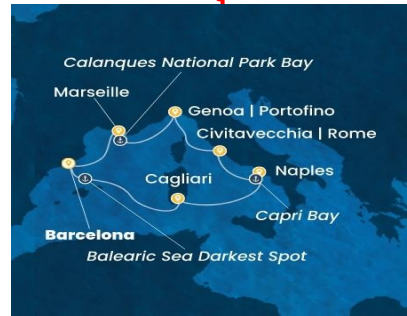 Calanques National Park Bay
Marseille
Genoa | Portofino
Civitavecchia | Rome
Cagliari
Naples
Capri Bay
Barcelona
Balearic Sea Darkest Spot